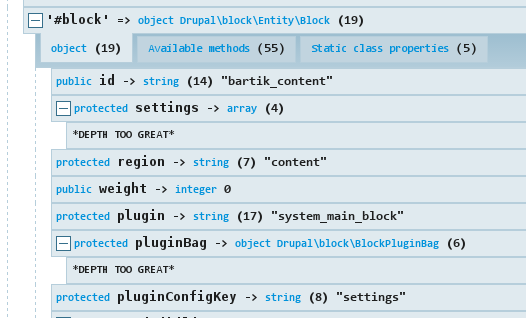 '#block' => object Drupal\block\Entity\Block (19)
object (19) Available methods (55) Static class properties (5)
public id -> string (14) "bartik_content"
protected settings -> array (4)
*DEPTH TOO GREAT*
protected region -> string (7) "content"
public weight -> integer 0
protected plugin -> string (17) "system_main_block"
protected pluginBag -> object Drupal\block\BlockPluginBag (6)
*DEPTH TOO GREAT*
protected pluginConfigKey -> string (8) "settings"